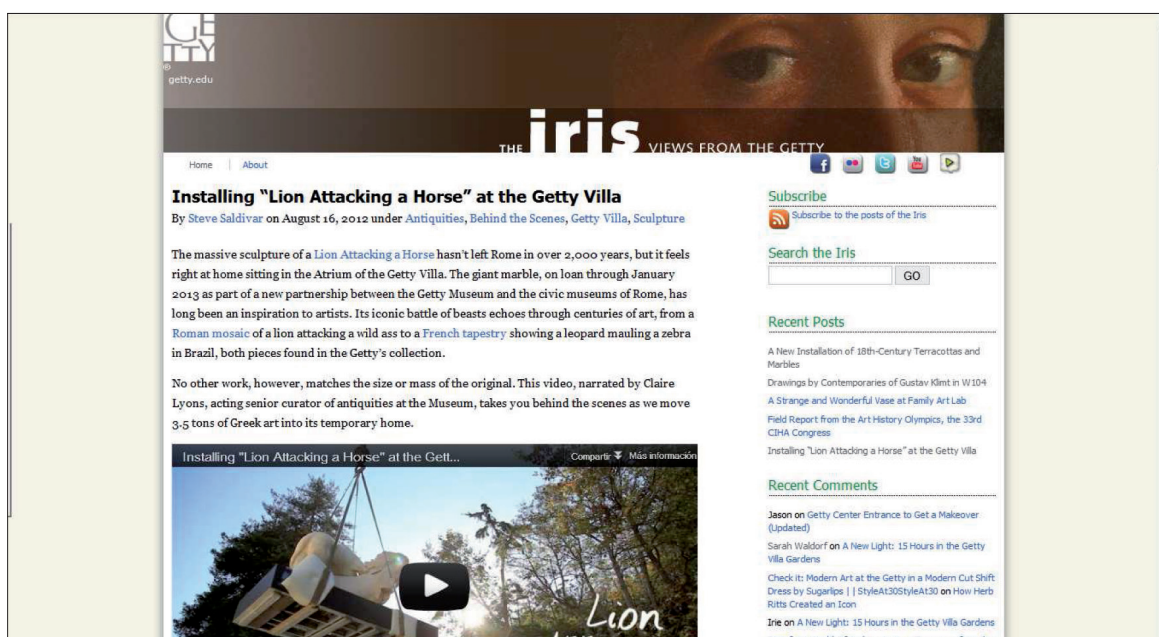 GE
TTY
®
getty.edu
THE iris VIEWS FROM THE GETTY
Home | About
Installing “Lion Attacking a Horse” at the Getty Villa
By Steve Saldivar on August 16, 2012 under Antiquities, Behind the Scenes, Getty Villa, Sculpture
The massive sculpture of a Lion Attacking a Horse hasn't left Rome in over 2,000 years, but it feels
right at home sitting in the Atrium of the Getty Villa. The giant marble, on loan through January
2013 as part of a new partnership between the Getty Museum and the civic museums of Rome, has
long been an inspiration to artists. Its iconic battle of beasts echoes through centuries of art, from a
Roman mosaic of a lion attacking a wild ass to a French tapestry showing a leopard mauling a zebra
in Brazil, both pieces found in the Getty's collection.
No other work, however, matches the size or mass of the original. This video, narrated by Claire
Lyons, acting senior curator of antiquities at the Museum, takes you behind the scenes as we move
3.5 tons of Greek art into its temporary home.
Installing "Lion Attacking a Horse" at the Gett...
Compartir Más información
Lion
Subscribe
Subscribe to the posts of the Iris
Search the Iris
GO
Recent Posts
A New Installation of 18th-Century Terracottas and
Marbles
Drawings by Contemporaries of Gustav Klimt in W104
A Strange and Wonderful Vase at Family Art Lab
Field Report from the Art History Olympics, the 33rd
CIHA Congress
Installing "Lion Attacking a Horse" at the Getty Villa
Recent Comments
Jason on Getty Center Entrance to Get a Makeover
(Updated)
Sarah Waldorf on A New Light: 15 Hours in the Getty
Villa Gardens
Check it: Modern Art at the Getty in a Modern Cut Shift
Dress by Sugarlips | | StyleAt30StyleAt30 on How Herb
Ritts Created an Icon
Irie on A New Light: 15 Hours in the Getty Villa Gardens